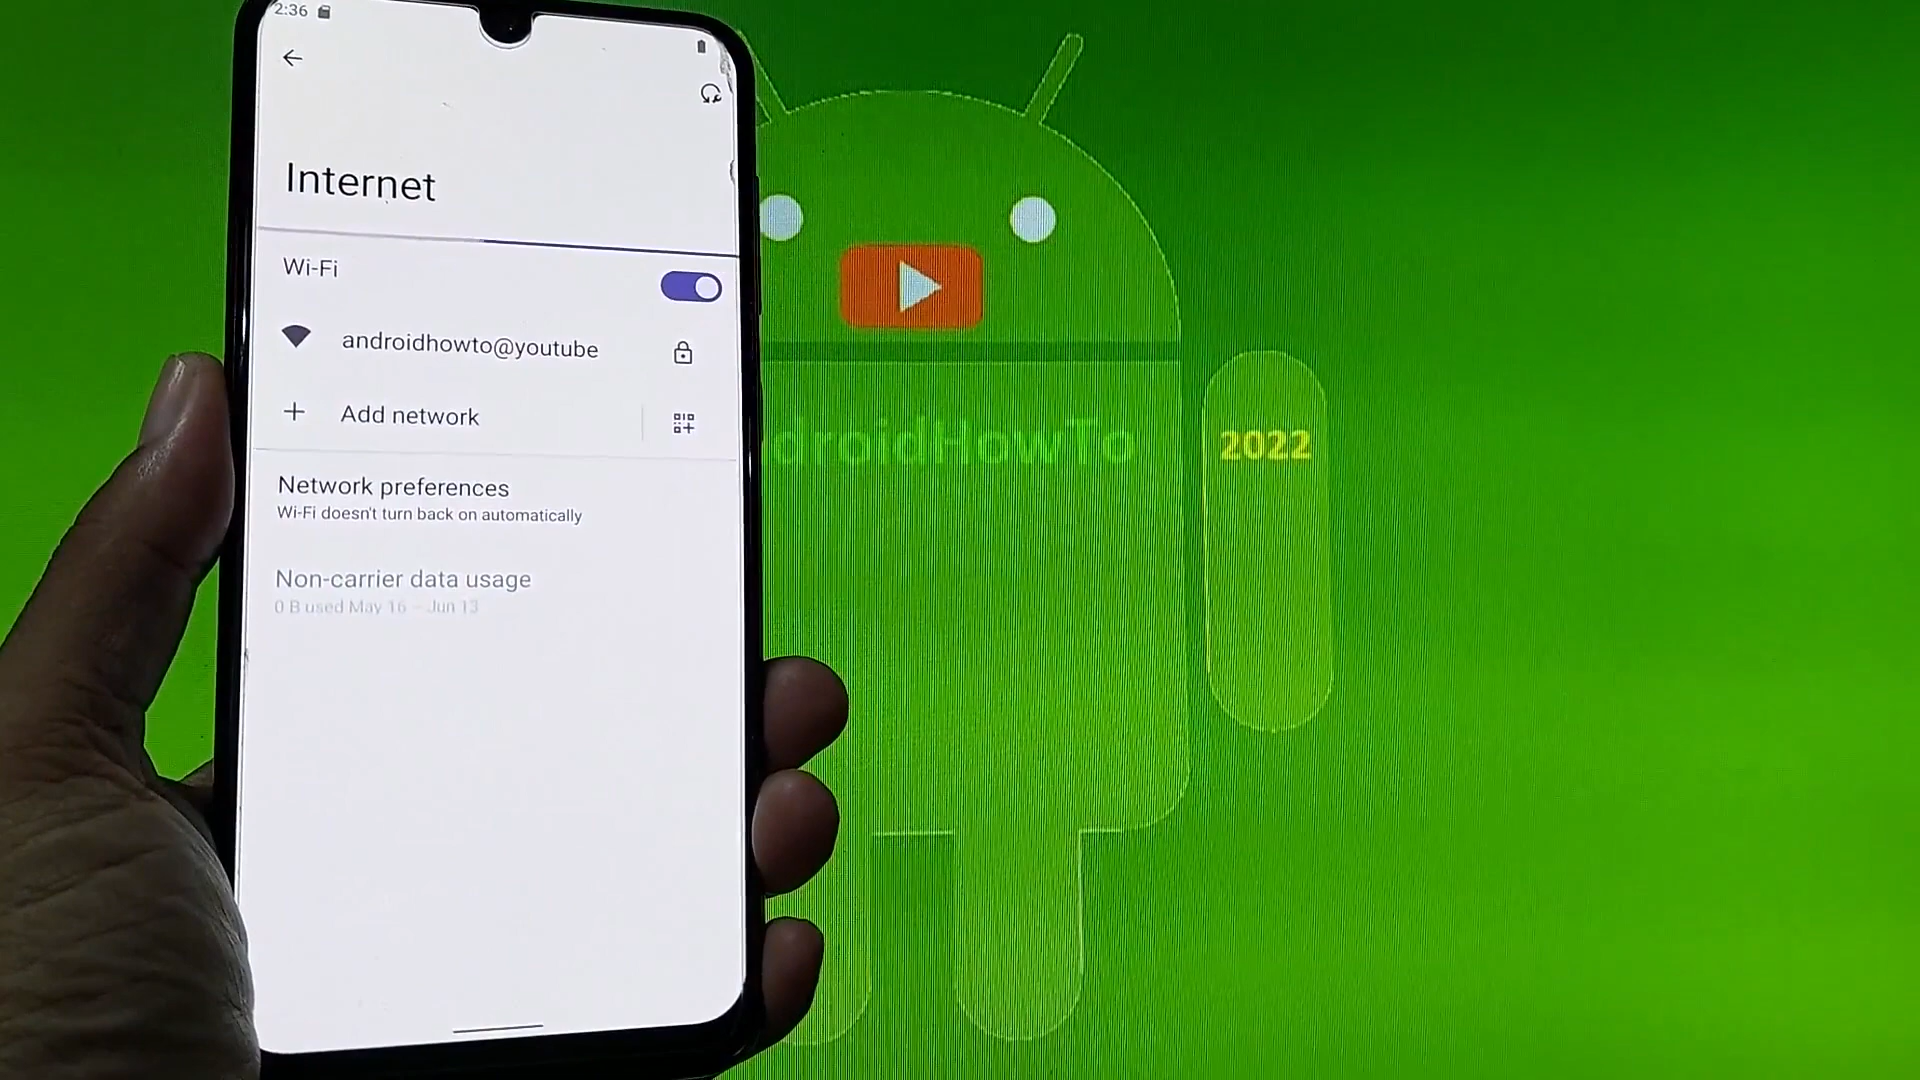 2:36
Internet
Wi-Fi
androidhowto@youtube
Add network
Network preferences
Wi-Fi doesn't turn back on automatically
Non-carrier data usage
0 B used May 16 – Jun 13
droidHowTo
2022